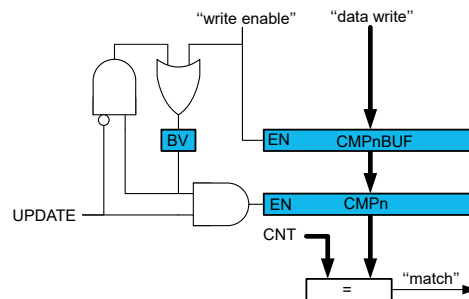 “write enable”
“data write”
BV
EN
CMPnBUF
EN
CMPn
UPDATE
CNT
=
“match”